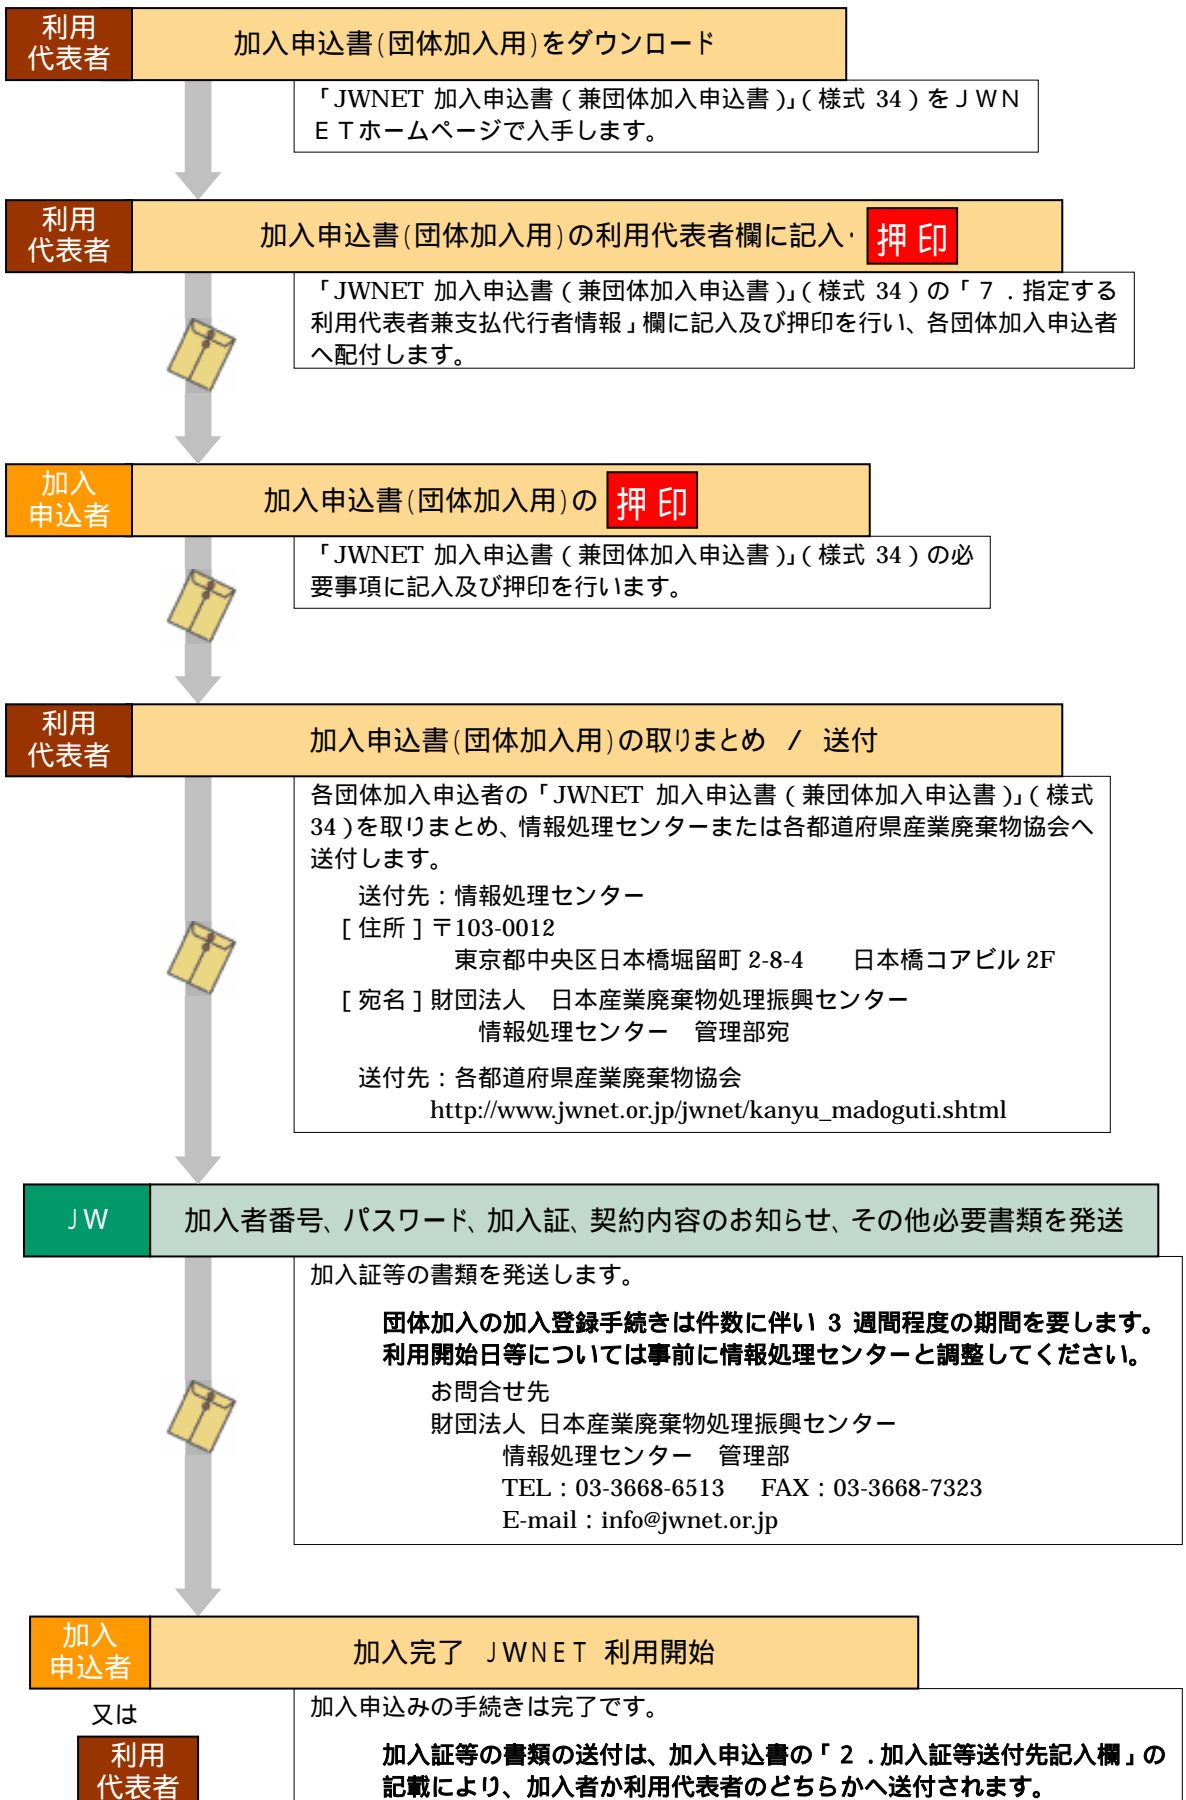 利用
代表者
加入申込書(団体加入用)をダウンロード
「JWNET 加入申込書(兼団体加入申込書)」(様式 34)をＪＷＮ
ＥＴホームページで入手します。
利用
代表者
加入申込書(団体加入用)の利用代表者欄に記入・ 押印
「JWNET 加入申込書(兼団体加入申込書)」(様式 34)の「７．指定する
利用代表者兼支払代行者情報」欄に記入及び押印を行い、各団体加入申込者
へ配付します。
加入
申込者
加入申込書(団体加入用)の 押印
「JWNET 加入申込書(兼団体加入申込書)」(様式 34)の必
要事項に記入及び押印を行います。
利用
代表者
加入申込書(団体加入用)の取りまとめ / 送付
各団体加入申込者の「JWNET 加入申込書(兼団体加入申込書)」(様式
34)を取りまとめ、情報処理センターまたは各都道府県産業廃棄物協会へ
送付します。
送付先：情報処理センター
[住所]〒103-0012
東京都中央区日本橋堀留町 2-8-4　日本橋コアビル 2F
[宛名]財団法人　日本産業廃棄物処理振興センター
情報処理センター　管理部宛
送付先：各都道府県産業廃棄物協会
http://www.jwnet.or.jp/jwnet/kanyu_madoguti.shtml
JW
加入者番号、パスワード、加入証、契約内容のお知らせ、その他必要書類を発送
加入証等の書類を発送します。
団体加入の加入登録手続きは件数に伴い 3 週間程度の期間を要します。
利用開始日等については事前に情報処理センターと調整してください。
お問合せ先
財団法人 日本産業廃棄物処理振興センター
情報処理センター　管理部
TEL：03-3668-6513　FAX：03-3668-7323
E-mail：info@jwnet.or.jp
加入
申込者
加入完了 JWNET 利用開始
又は
利用
代表者
加入申込みの手続きは完了です。
加入証等の書類の送付は、加入申込書の「２．加入証等送付先記入欄」の
記載により、加入者か利用代表者のどちらかへ送付されます。